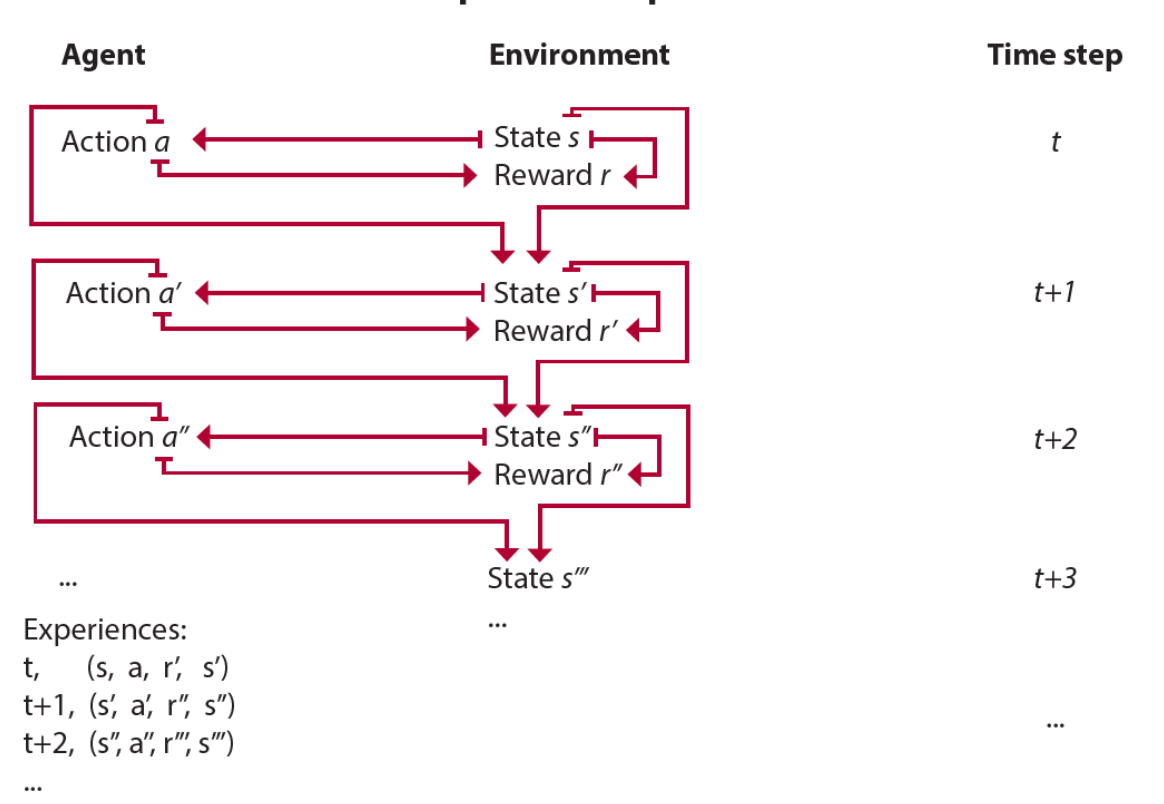 Agent Environment Time step
Action a State s t
Reward r
Action a′ State s′ t+1
Reward r′
Action a″ State s″ t+2
Reward r″
... State s‴ t+3
...
Experiences:
t, (s, a, r′, s′)
t+1, (s′, a′, r″, s″)
...
t+2, (s″, a″, r‴, s‴)
...